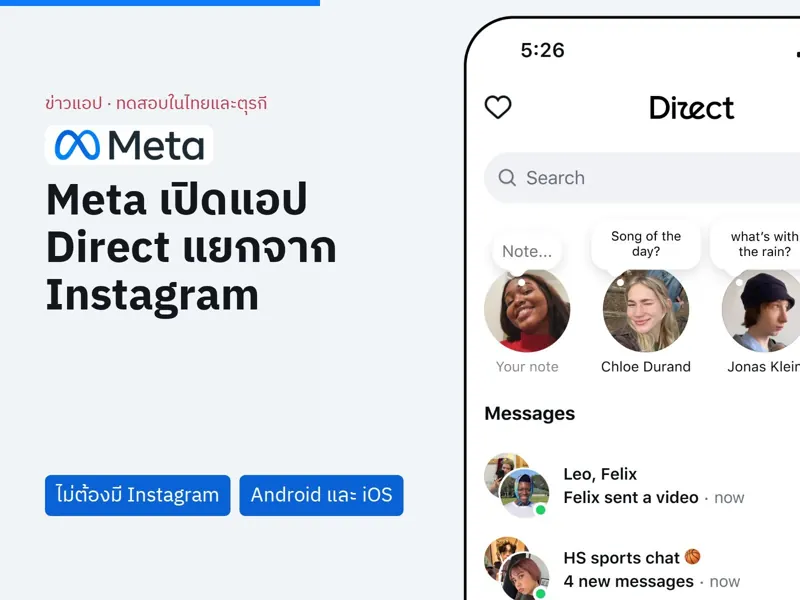 ข่าวแอป · ทดสอบในไทยและตุรกี
Meta
Meta เปิดแอป
Direct แยกจาก
Instagram
ไม่ต้องมี Instagram
Android และ iOS
5:26
Direct
Search
Note...
Song of the
day?
what's with
the rain?
Your note
Chloe Durand
Jonas Klein
Messages
Leo, Felix
Felix sent a video · now
HS sports chat 🏀
4 new messages · now